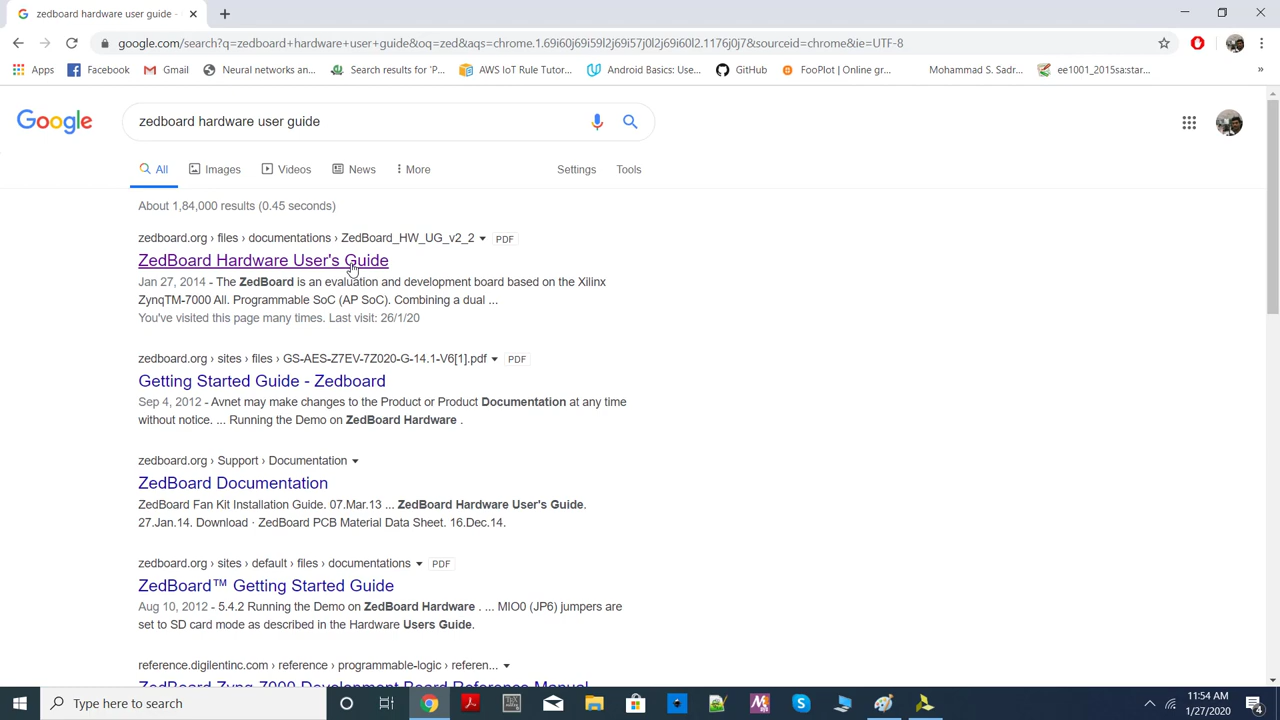 zedboard hardware user guide -
google.com/search?q=zedboard+hardware+user+guide&oq=zed&aqs=chrome.1.69i60j69i59l2j69i57j0l2j69i60l2.1176j0j7&sourceid=chrome&ie=UTF-8
Apps Facebook Gmail Neural networks an... Search results for 'P... AWS IoT Rule Tutor... Android Basics: Use... GitHub FooPlot | Online gr... Mohammad S. Sadr... ee1001_2015sa:star... »
Google zedboard hardware user guide
All Images Videos News More Settings Tools
About 1,84,000 results (0.45 seconds)
zedboard.org › files › documentations › ZedBoard_HW_UG_v2_2 PDF
ZedBoard Hardware User's Guide
Jan 27, 2014 - The ZedBoard is an evaluation and development board based on the Xilinx
ZynqTM-7000 All. Programmable SoC (AP SoC). Combining a dual ...
You've visited this page many times. Last visit: 26/1/20
zedboard.org › sites › files › GS-AES-Z7EV-7Z020-G-14.1-V6[1].pdf PDF
Getting Started Guide - Zedboard
Sep 4, 2012 - Avnet may make changes to the Product or Product Documentation at any time
without notice. ... Running the Demo on ZedBoard Hardware .
zedboard.org › Support › Documentation
ZedBoard Documentation
ZedBoard Fan Kit Installation Guide. 07.Mar.13 ... ZedBoard Hardware User's Guide.
27.Jan.14. Download · ZedBoard PCB Material Data Sheet. 16.Dec.14.
zedboard.org › sites › default › files › documentations PDF
ZedBoard™ Getting Started Guide
Aug 10, 2012 - 5.4.2 Running the Demo on ZedBoard Hardware . ... MIO0 (JP6) jumpers are
set to SD card mode as described in the Hardware Users Guide.
reference.digilentinc.com › reference › programmable-logic › referen...
ZedBoard Zynq-7000 Development Board Reference Manual
Type here to search
11:54 AM
1/27/2020
4